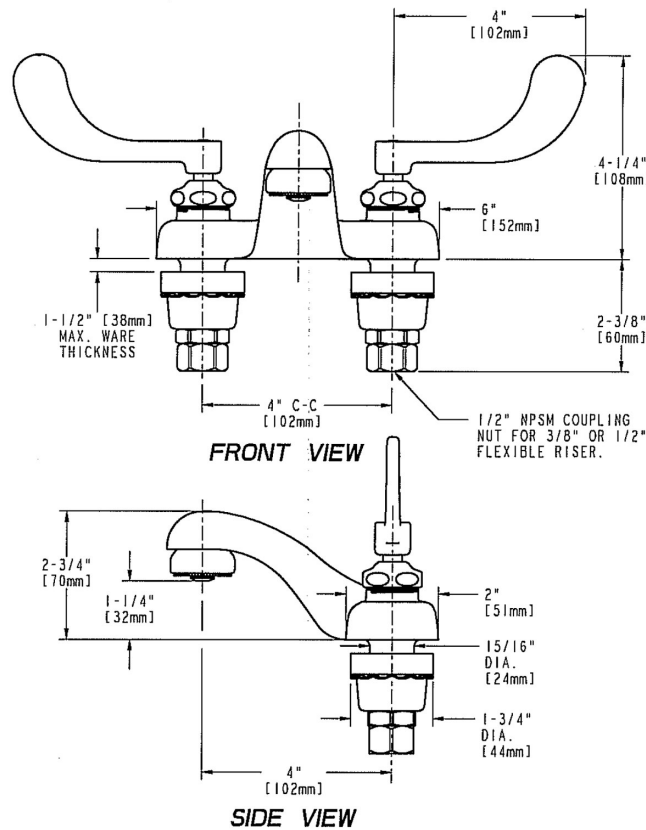 4"
[102mm]
4-1/4"
[108mm
6"
[152mm]
1-1/2" [38mm]
MAX. WARE
THICKNESS
2-3/8"
[60mm]
4" C-C
[102mm]
1/2" NPSM COUPLING
NUT FOR 3/8" OR 1/2"
FLEXIBLE RISER.
FRONT VIEW
2-3/4"
[70mm]
1-1/4"
[32mm]
2"
[51mm]
15/16"
DIA.
[24mm]
1-3/4"
DIA.
[44mm]
4"
[102mm]
SIDE VIEW